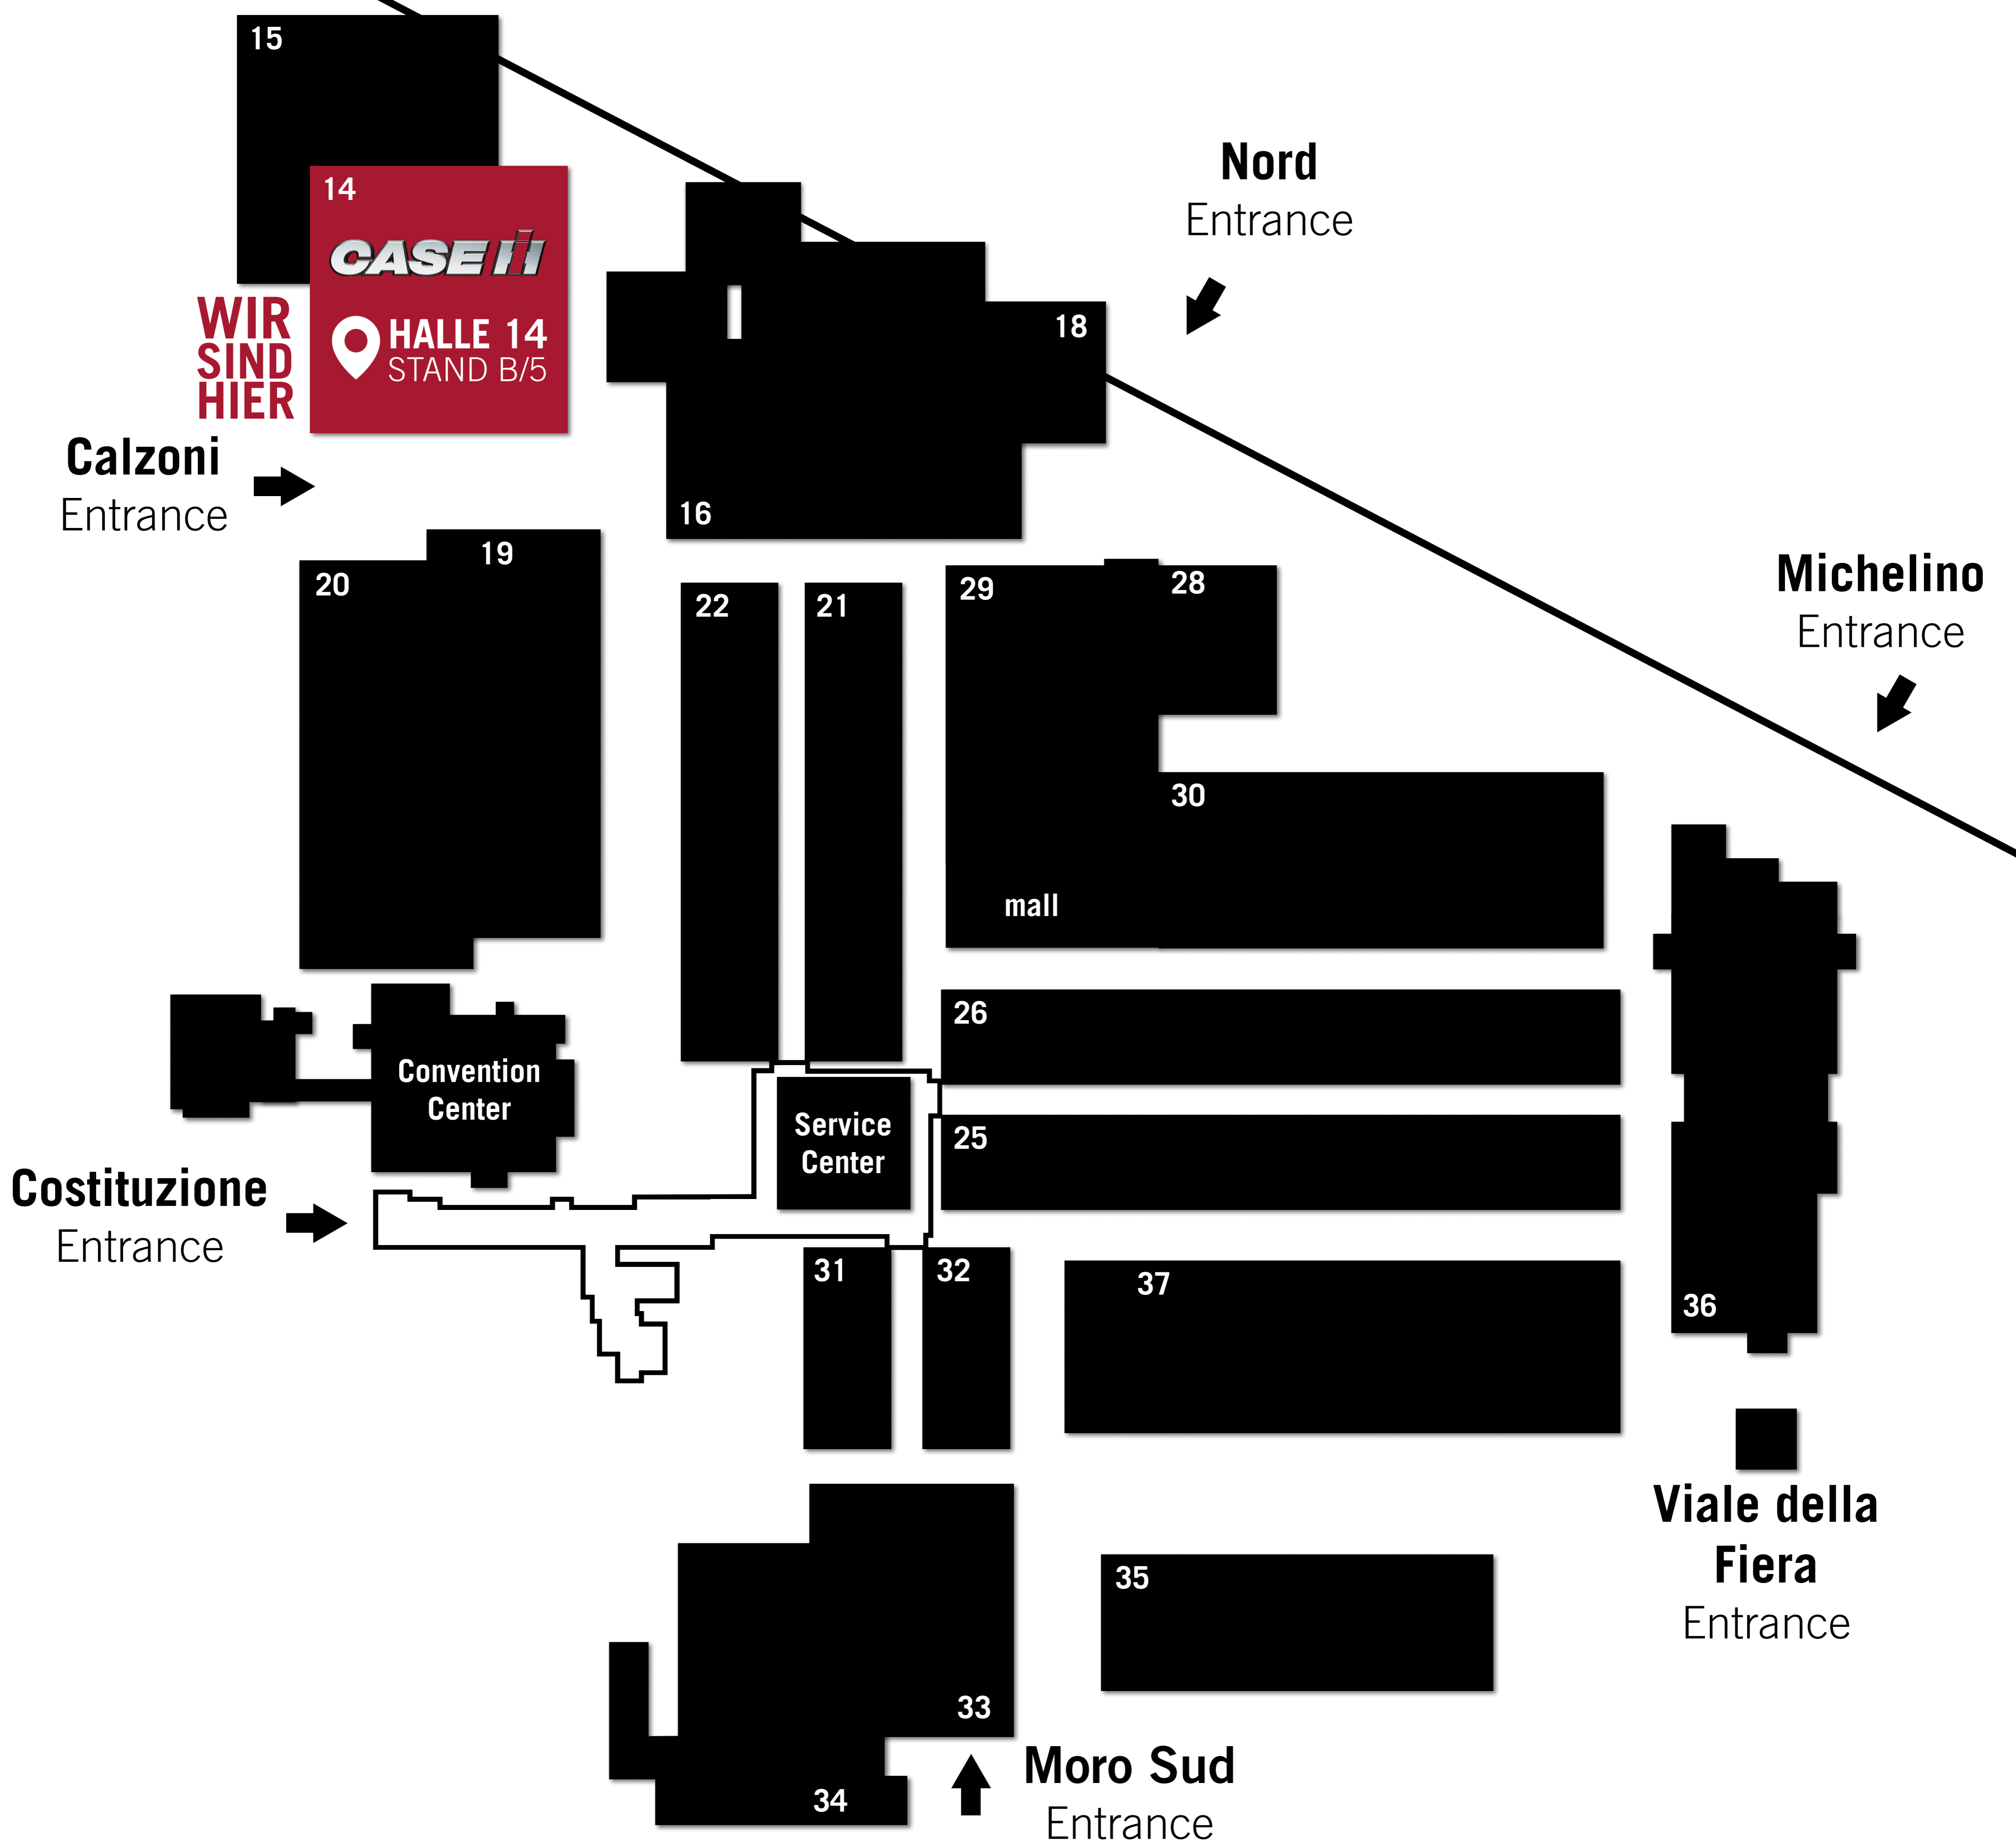 15
14
CASE IH
HALLE 14
STAND B/5
WIR
SIND
HIER
Nord
Entrance
18
16
Calzoni
Entrance
19
20
22
21
29
28
30
mall
Michelino
Entrance
26
25
Convention
Center
Service
Center
Costituzione
Entrance
31
32
37
36
Viale della
Fiera
Entrance
35
33
34
Moro Sud
Entrance